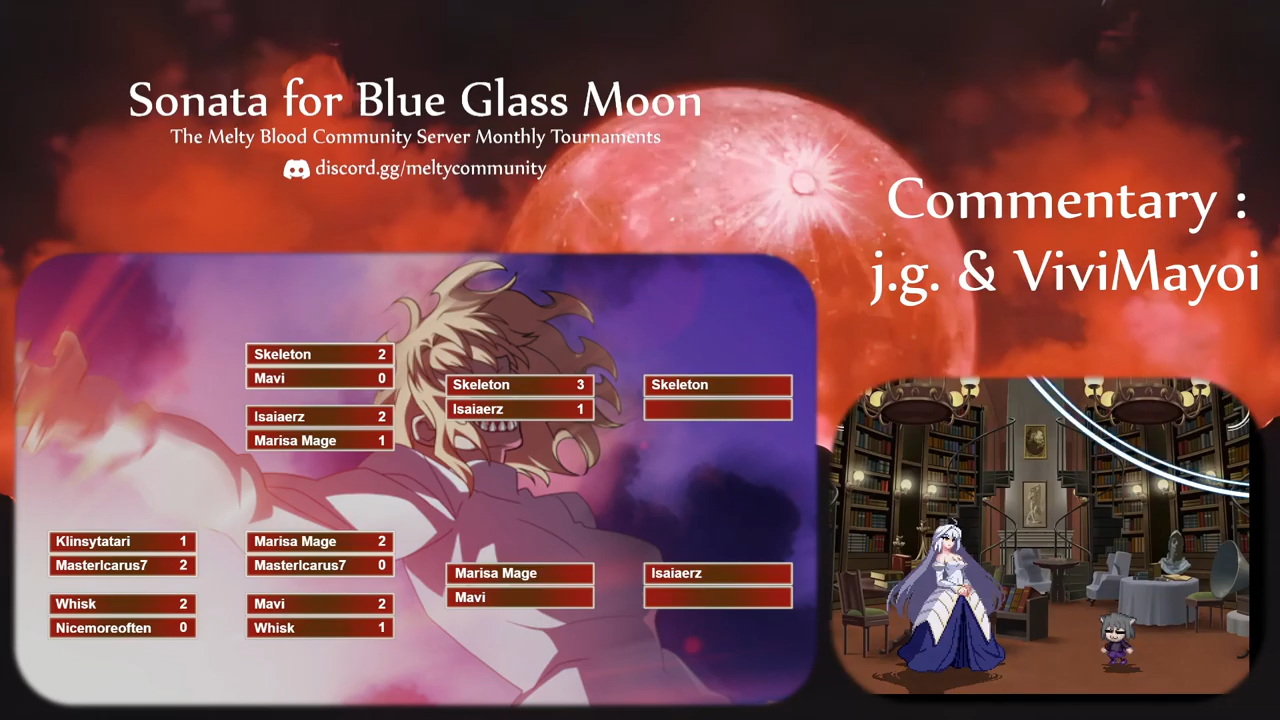 Sonata for Blue Glass Moon
The Melty Blood Community Server Monthly Tournaments
discord.gg/meltycommunity
Commentary :
j.g. & ViviMayoi
Skeleton 2
Mavi 0
Isaiaerz 2
Marisa Mage 1
Skeleton 3
Isaiaerz 1
Skeleton
Klinsytatari 1
MasterIcarus7 2
Whisk 2
Nicemoreoften 0
Marisa Mage 2
MasterIcarus7 0
Mavi 2
Whisk 1
Marisa Mage
Mavi
Isaiaerz